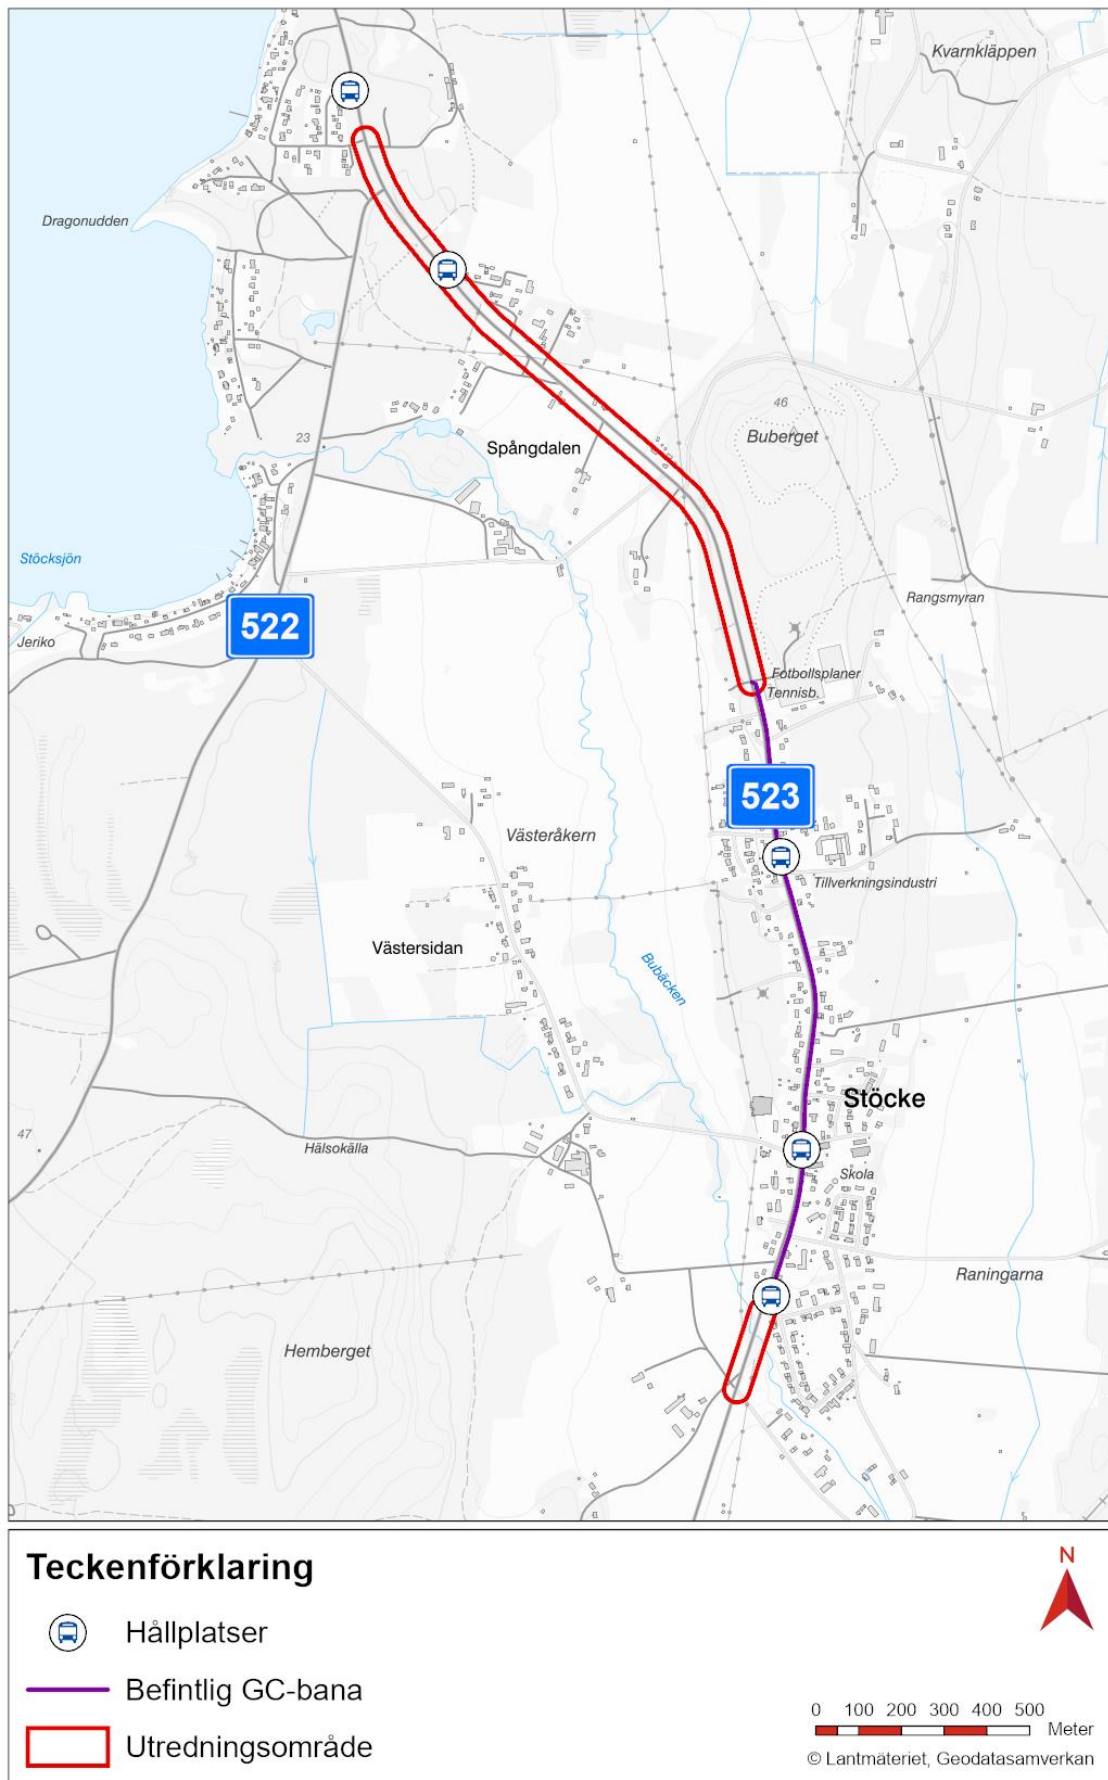 Kvarnkläppen
Dragonudden
46
Buberget
23
Spångdalen
Stöcksjön
Rangsmyran
522
Jeriko
Fotbollsplaner
Tennisb.
523
Västeråkern
Tillverkningsindustri
Västersidan
Bubäcken
Stöcke
47
Hälsokälla
Skola
Raningarna
Hemberget
Teckenförklaring
N
Hållplatser
Befintlig GC-bana
0 100 200 300 400 500
Meter
Utredningsområde
© Lantmäteriet, Geodatasamverkan